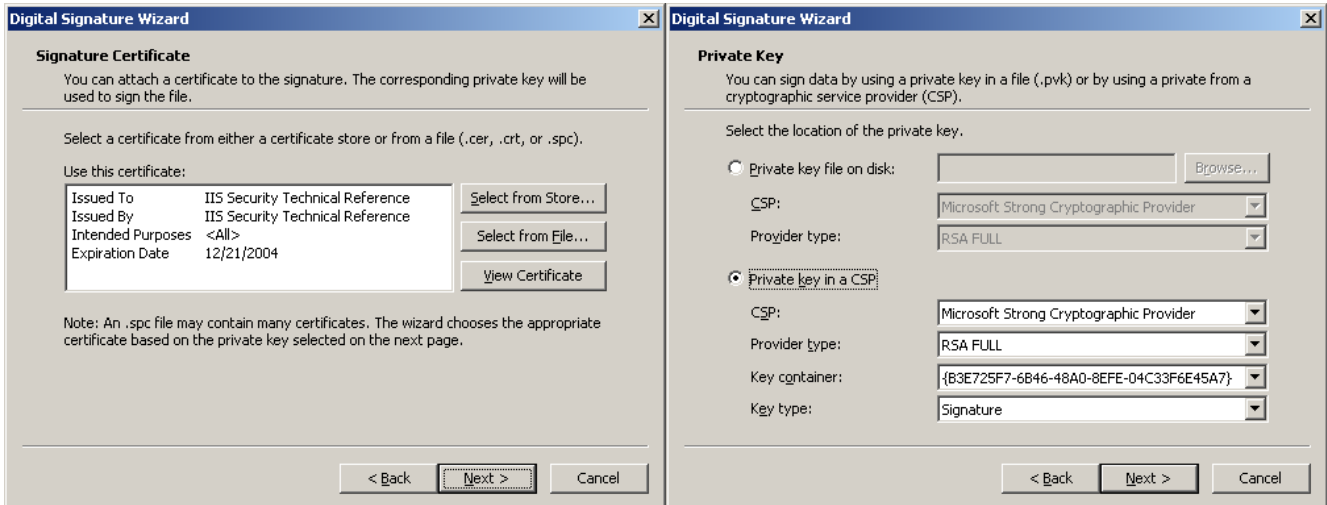 Digital Signature Wizard
Signature Certificate
You can attach a certificate to the signature. The corresponding private key will be
used to sign the file.
Select a certificate from either a certificate store or from a file (.cer, .crt, or .spc).
Use this certificate:
Issued To IIS Security Technical Reference
Issued By IIS Security Technical Reference
Intended Purposes <All>
Expiration Date 12/21/2004
Select from Store...
Select from File...
View Certificate
Note: An .spc file may contain many certificates. The wizard chooses the appropriate
certificate based on the private key selected on the next page.
< Back Next > Cancel
Digital Signature Wizard
Private Key
You can sign data by using a private key in a file (.pvk) or by using a private from a
cryptographic service provider (CSP).
Select the location of the private key.
Private key file on disk: Browse...
CSP: Microsoft Strong Cryptographic Provider
Provider type: RSA FULL
Private key in a CSP
CSP: Microsoft Strong Cryptographic Provider
Provider type: RSA FULL
Key container: {B3E725F7-6B46-48A0-8EFE-04C33F6E45A7}
Key type: Signature
< Back Next > Cancel